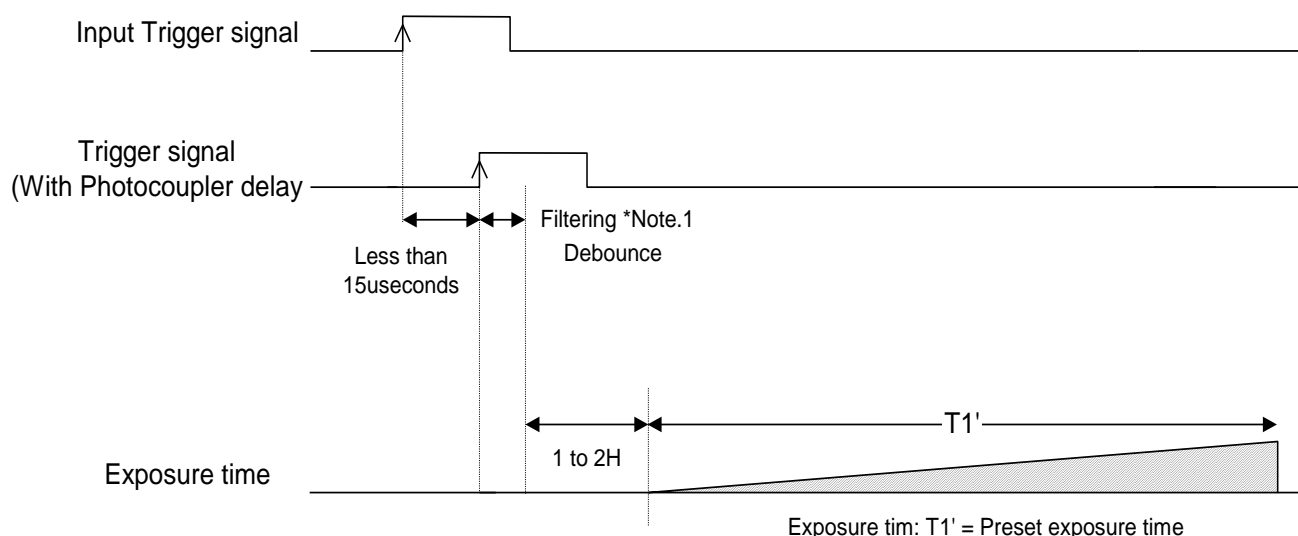 Input Trigger signal
Trigger signal
(With Photocoupler delay
Filtering *Note.1
Debounce
Less than
15useconds
T1'
1 to 2H
Exposure time
Exposure tim: T1' = Preset exposure time